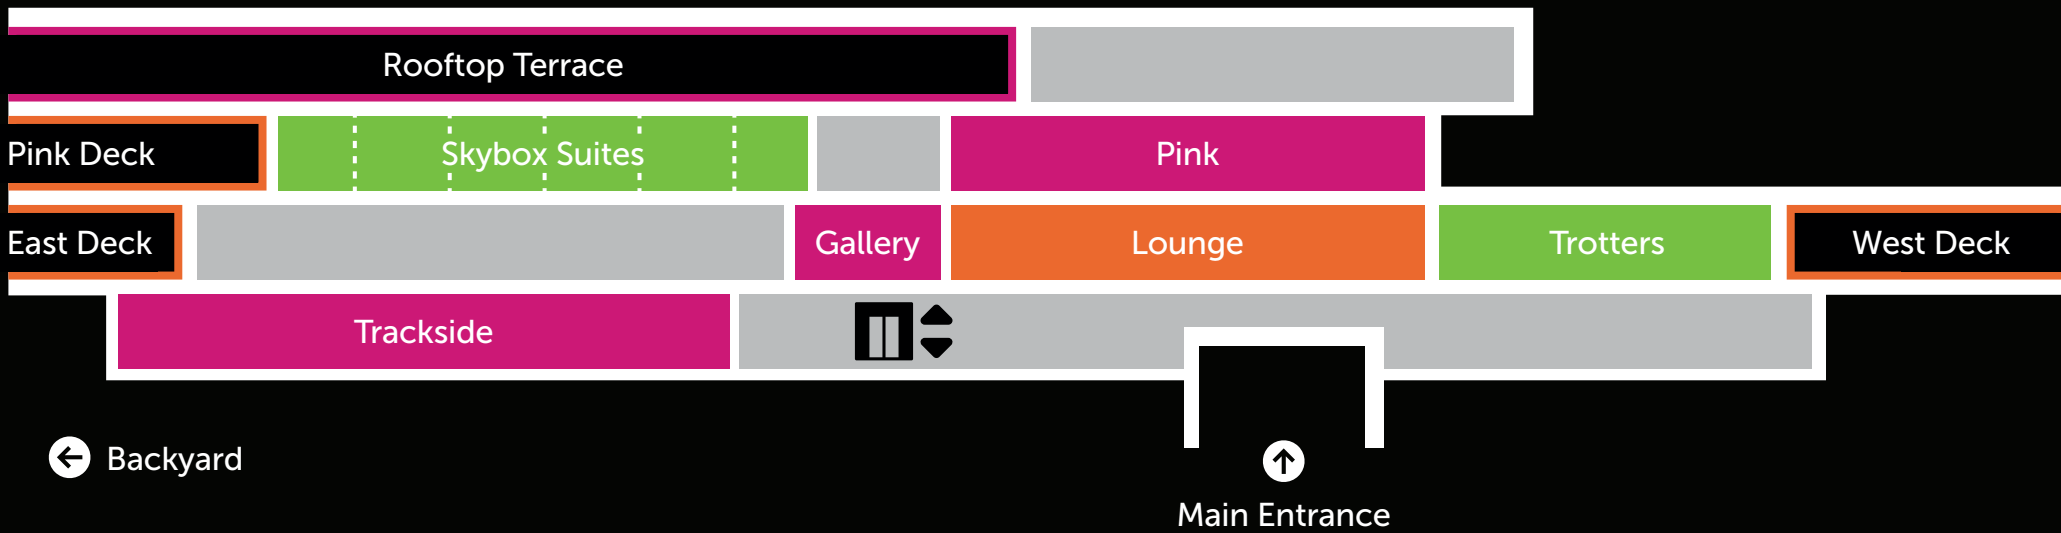 Rooftop Terrace
Pink Deck
Skybox Suites
Pink
East Deck
Gallery
Lounge
Trotters
West Deck
Trackside
Backyard
Main Entrance